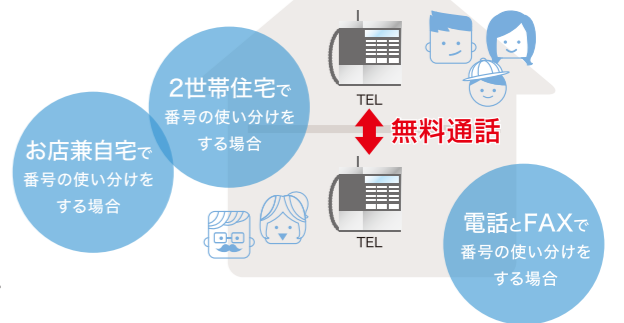 2世帯住宅で
番号の使い分けを
する場合
お店兼自宅で
番号の使い分けを
する場合
TEL
無料通話
TEL
電話とFAXで
番号の使い分けを
する場合